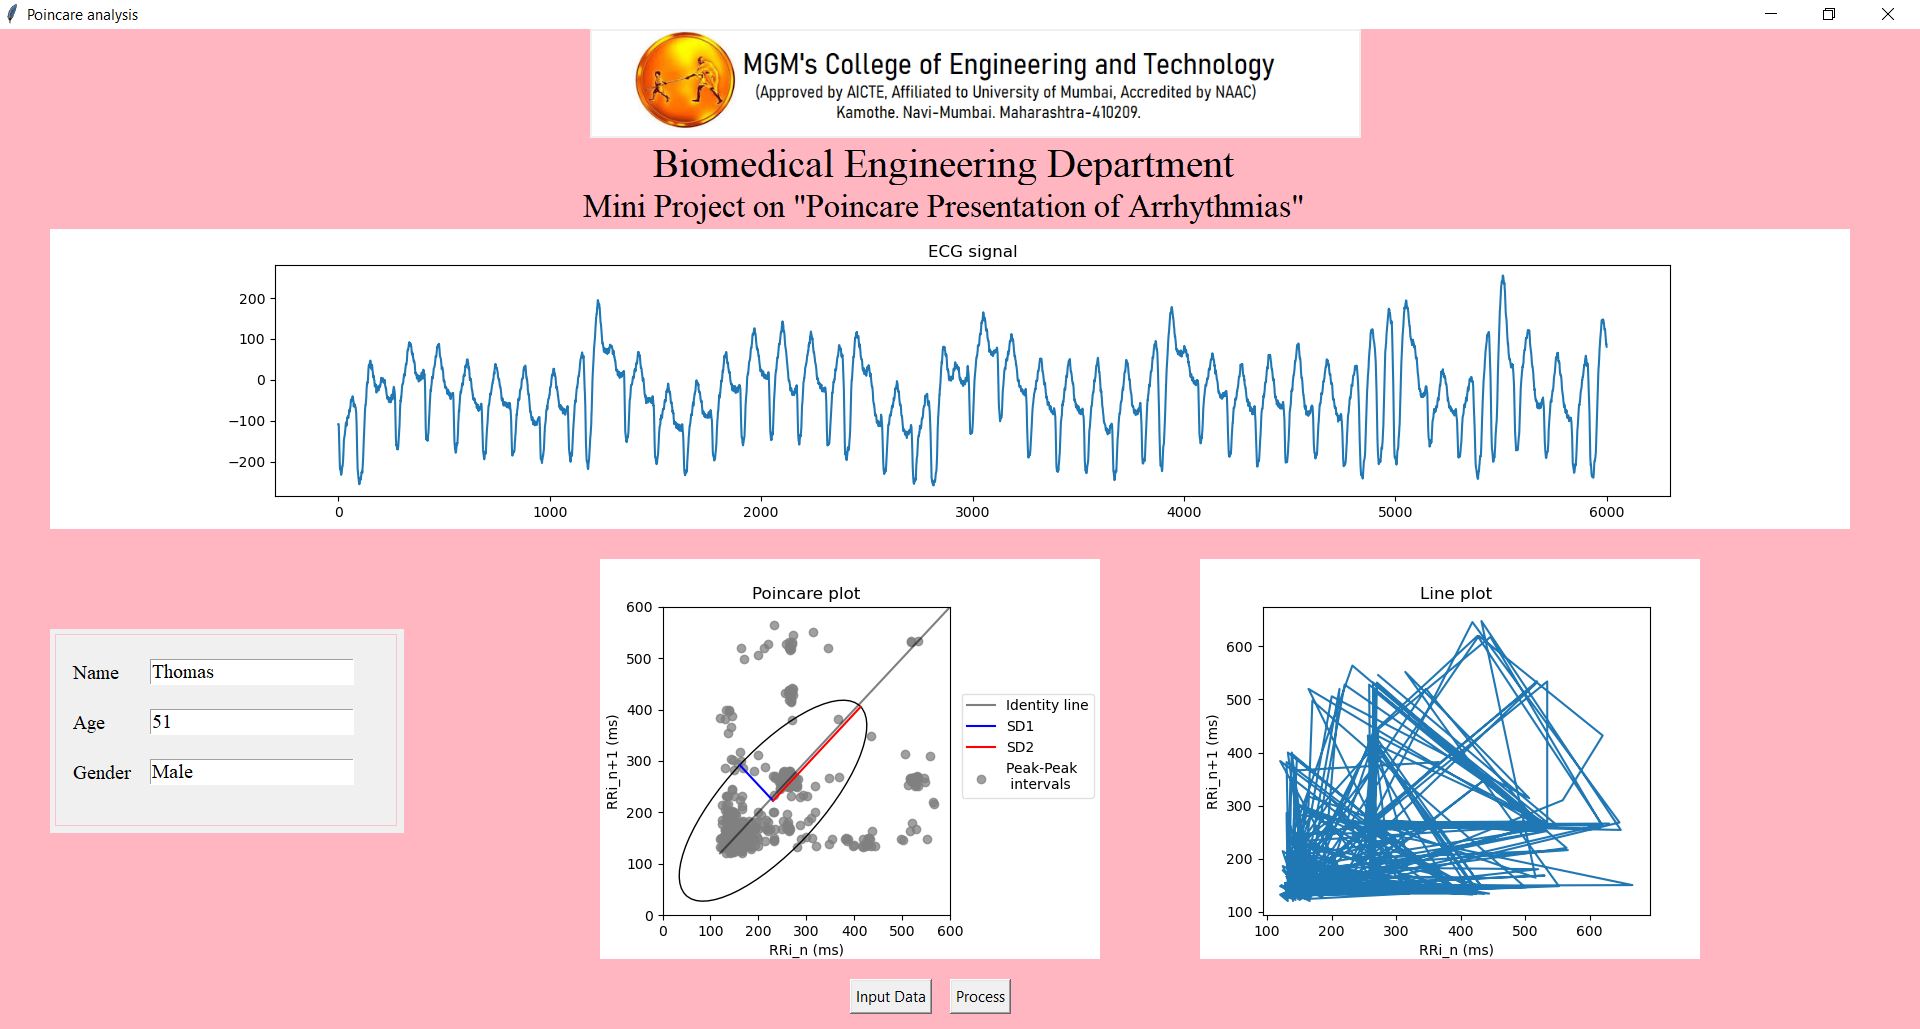 Poincare analysis
MGM's College of Engineering and Technology
(Approved by AICTE, Affiliated to University of Mumbai, Accredited by NAAC)
Kamothe. Navi-Mumbai. Maharashtra-410209.
Biomedical Engineering Department
Mini Project on "Poincare Presentation of Arrhythmias"
ECG signal
200
100
0
−100
−200
0 1000 2000 3000 4000 5000 6000
Name Thomas
Age 51
Gender Male
Poincare plot
RRi_n+1 (ms)
600
500
400
300
200
100
0
0 100 200 300 400 500 600
RRi_n (ms)
Identity line
SD1
SD2
Peak-Peak
intervals
Line plot
RRi_n+1 (ms)
600
500
400
300
200
100
100 200 300 400 500 600
RRi_n (ms)
Input Data Process